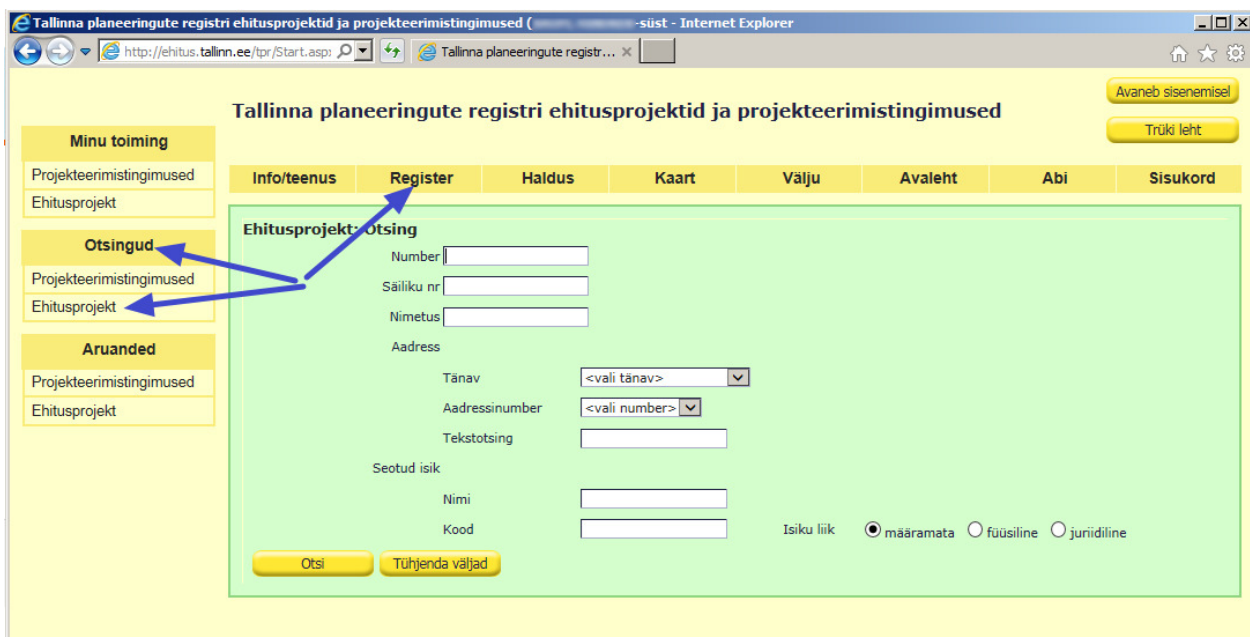 Tallinna planeeringute registri ehitusprojektid ja projekteerimistingimused ( -süst - Internet Explorer
http://ehitus.tallinn.ee/tpr/Start.asp
Tallinna planeeringute registr...
Avaneb sisenemisel
Tallinna planeeringute registri ehitusprojektid ja projekteerimistingimused
Trüki leht
Minu toiming
Projekteerimistingimused
Ehitusprojekt
Info/teenus Register Haldus Kaart Välju Avaleht Abi Sisukord
Otsingud
Projekteerimistingimused
Ehitusprojekt
Aruanded
Projekteerimistingimused
Ehitusprojekt
Ehitusprojekt: Otsing
Number
Säiliku nr
Nimetus
Aadress
Tänav <vali tänav>
Aadressinumber <vali number>
Tekstotsing
Seotud isik
Nimi
Kood Isiku liik määramata füüsiline juriidiline
Otsi Tühjenda väljad